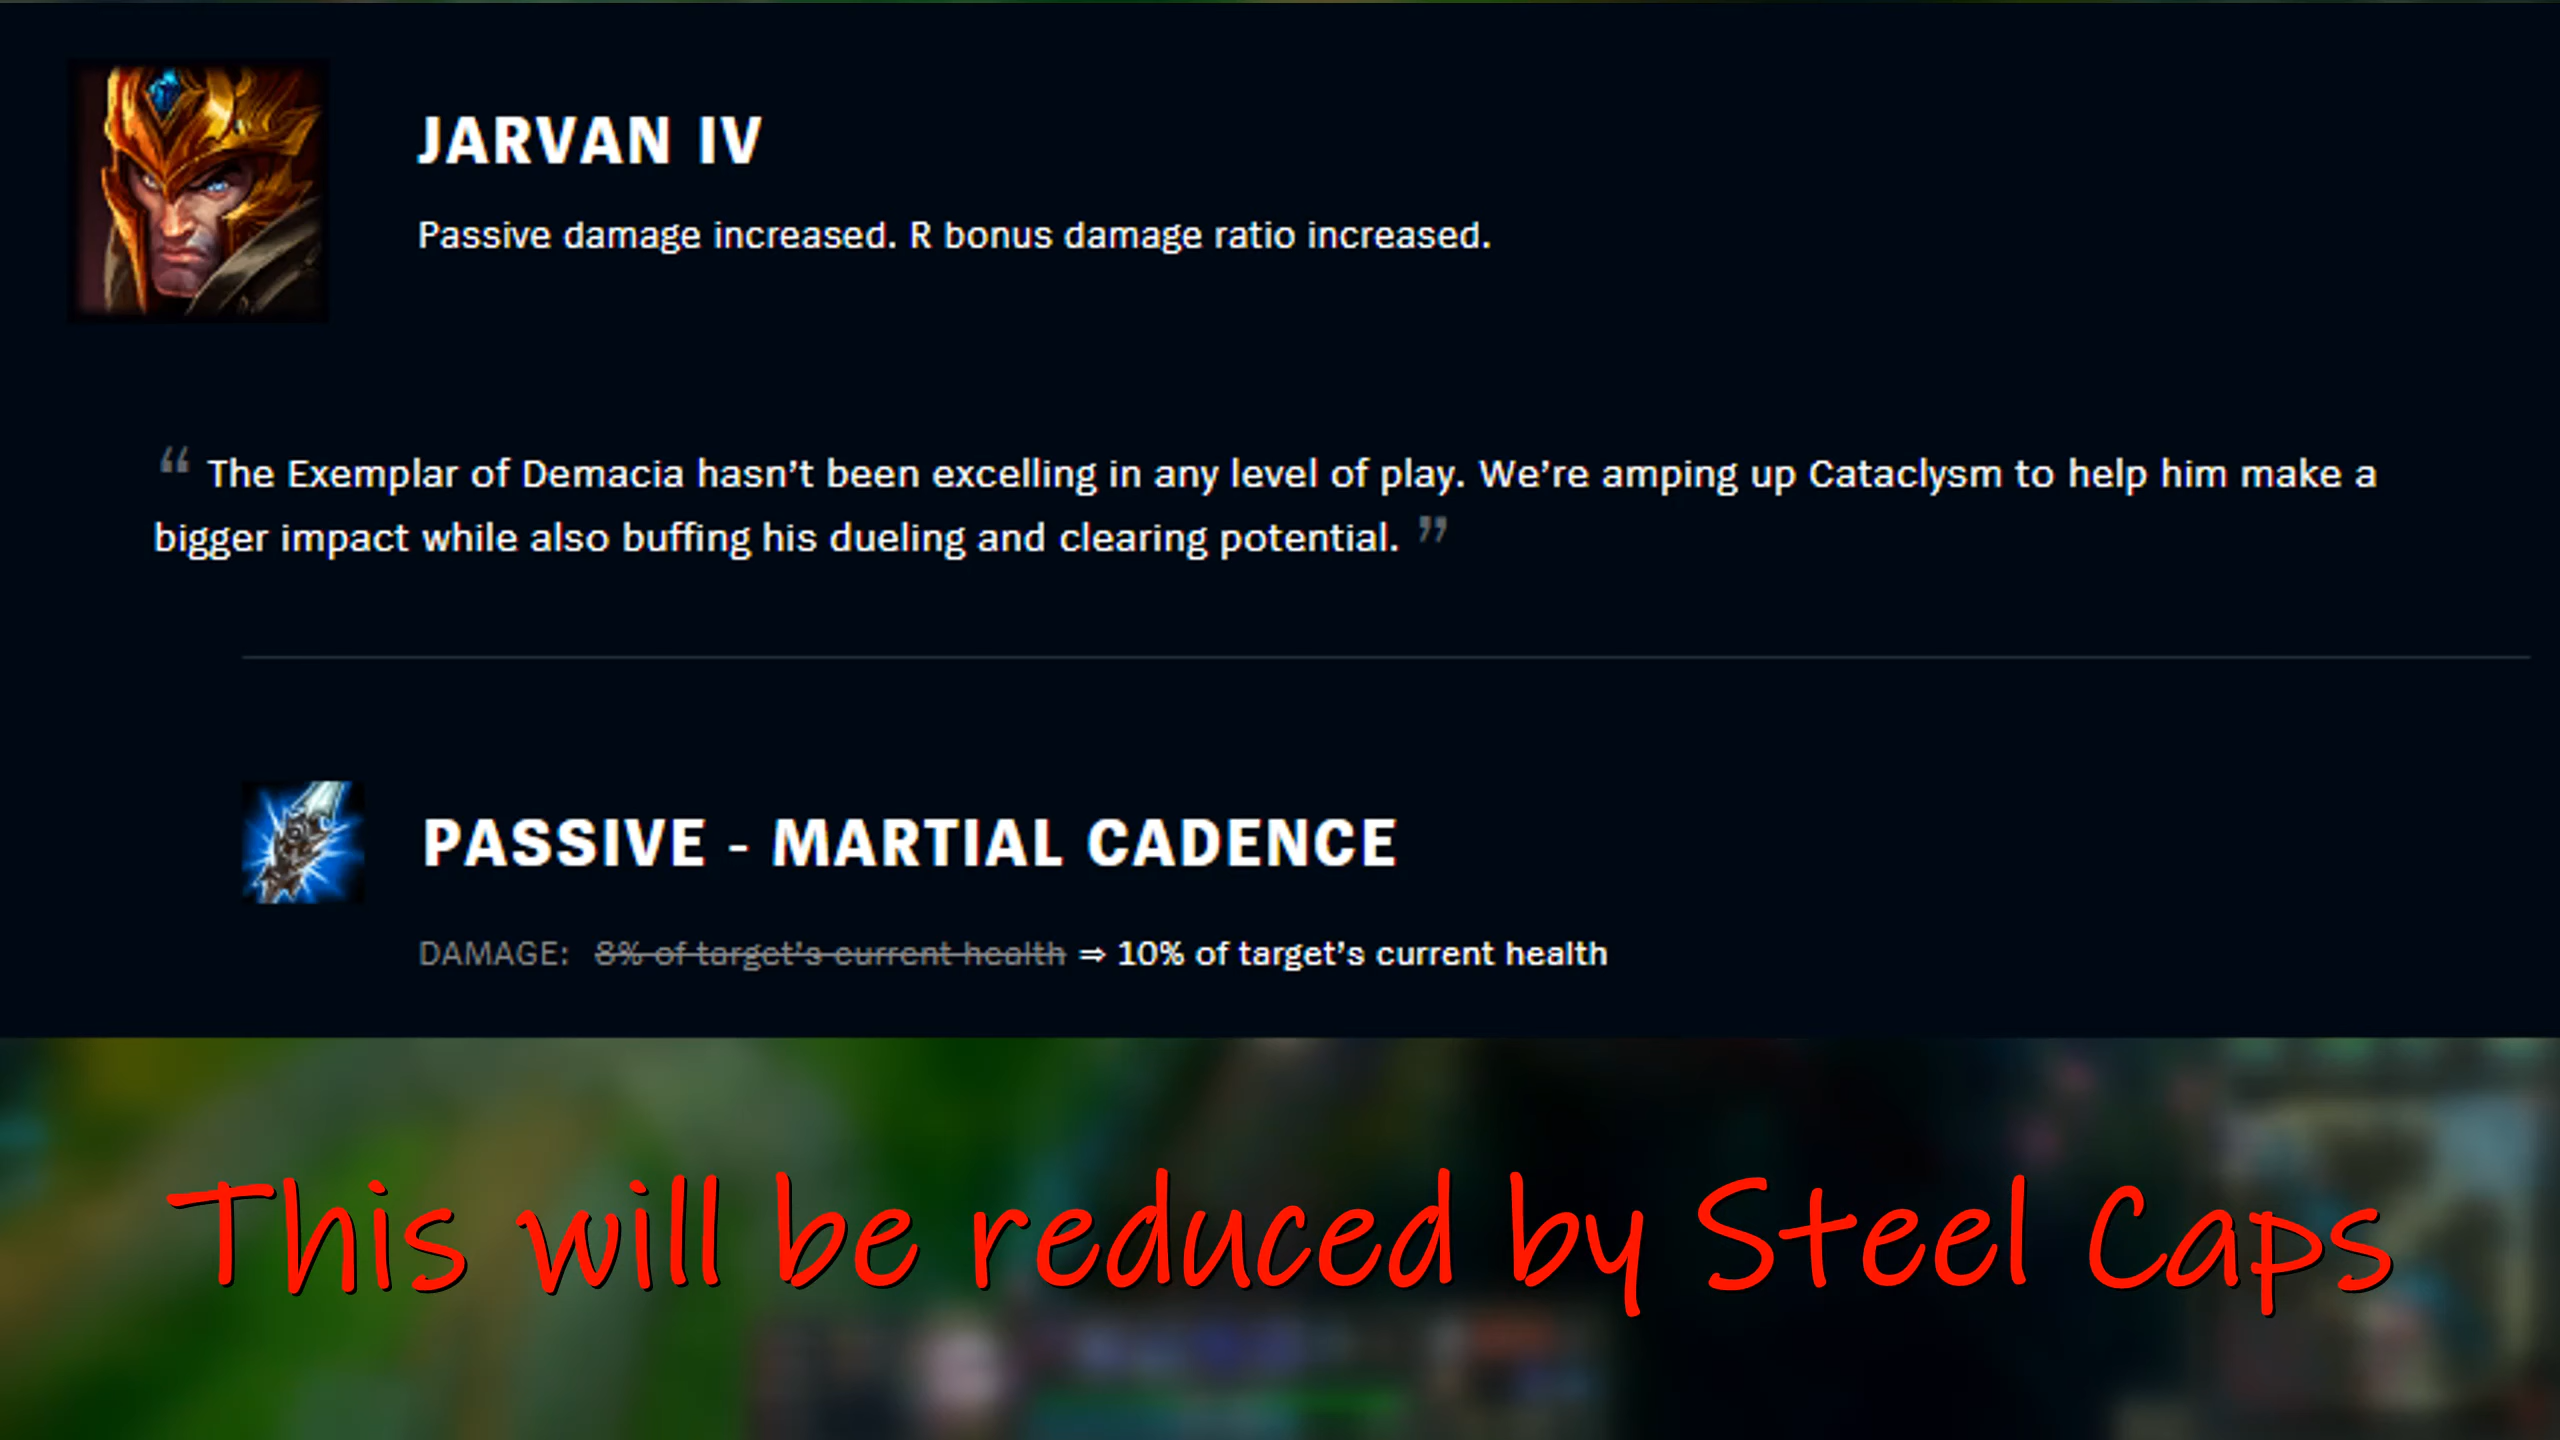 JARVAN IV
Passive damage increased. R bonus damage ratio increased.
“ The Exemplar of Demacia hasn’t been excelling in any level of play. We’re amping up Cataclysm to help him make a
bigger impact while also buffing his dueling and clearing potential. ”
PASSIVE - MARTIAL CADENCE
DAMAGE: 8% of target’s current health ⇒ 10% of target’s current health
This will be reduced by Steel Caps